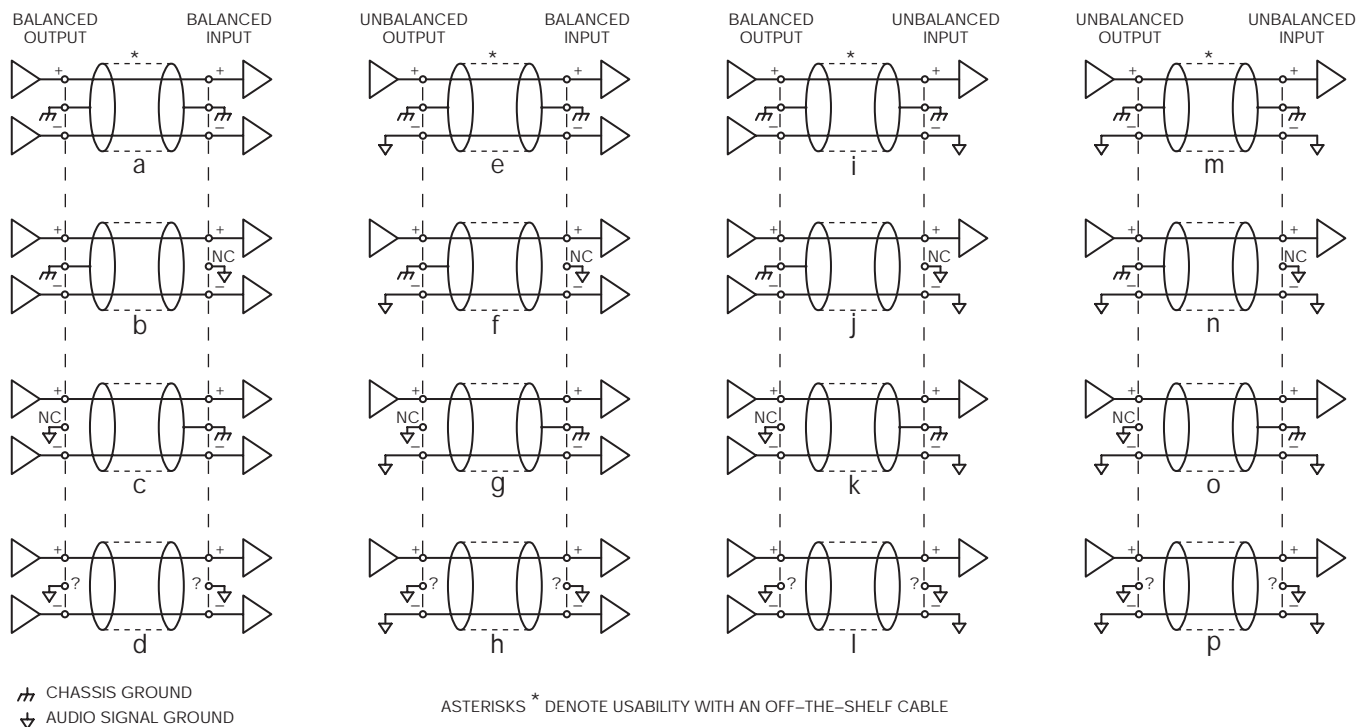 BALANCED OUTPUT
BALANCED INPUT
UNBALANCED OUTPUT
BALANCED INPUT
BALANCED OUTPUT
UNBALANCED INPUT
UNBALANCED OUTPUT
UNBALANCED INPUT
* * * *
+ + + + + + + +
– – – – – – – –
a e i m
+ + + + + + + +
NC NC NC NC
– – – – – – – –
b f j n
+ + + + + + + +
NC NC NC NC
– – – – – – – –
c g k o
+ + + + + + + +
? ? ? ? ? ? ? ?
– – – – – – – –
d h l p
CHASSIS GROUND
AUDIO SIGNAL GROUND
ASTERISKS * DENOTE USABILITY WITH AN OFF–THE–SHELF CABLE